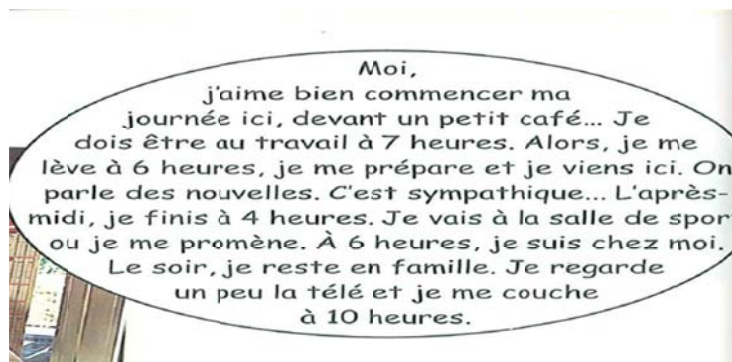 Moi,
j'aime bien commencer ma
journée ici, devant un petit café... Je
dois être au travail à 7 heures. Alors, je me
lève à 6 heures, je me prépare et je viens ici. On
parle des nouvelles. C'est sympathique... L'après-
midi, je finis à 4 heures. Je vais à la salle de spor
ou je me promène. À 6 heures, je suis chez moi.
Le soir, je reste en famille. Je regarde
un peu la télé et je me couche
à 10 heures.